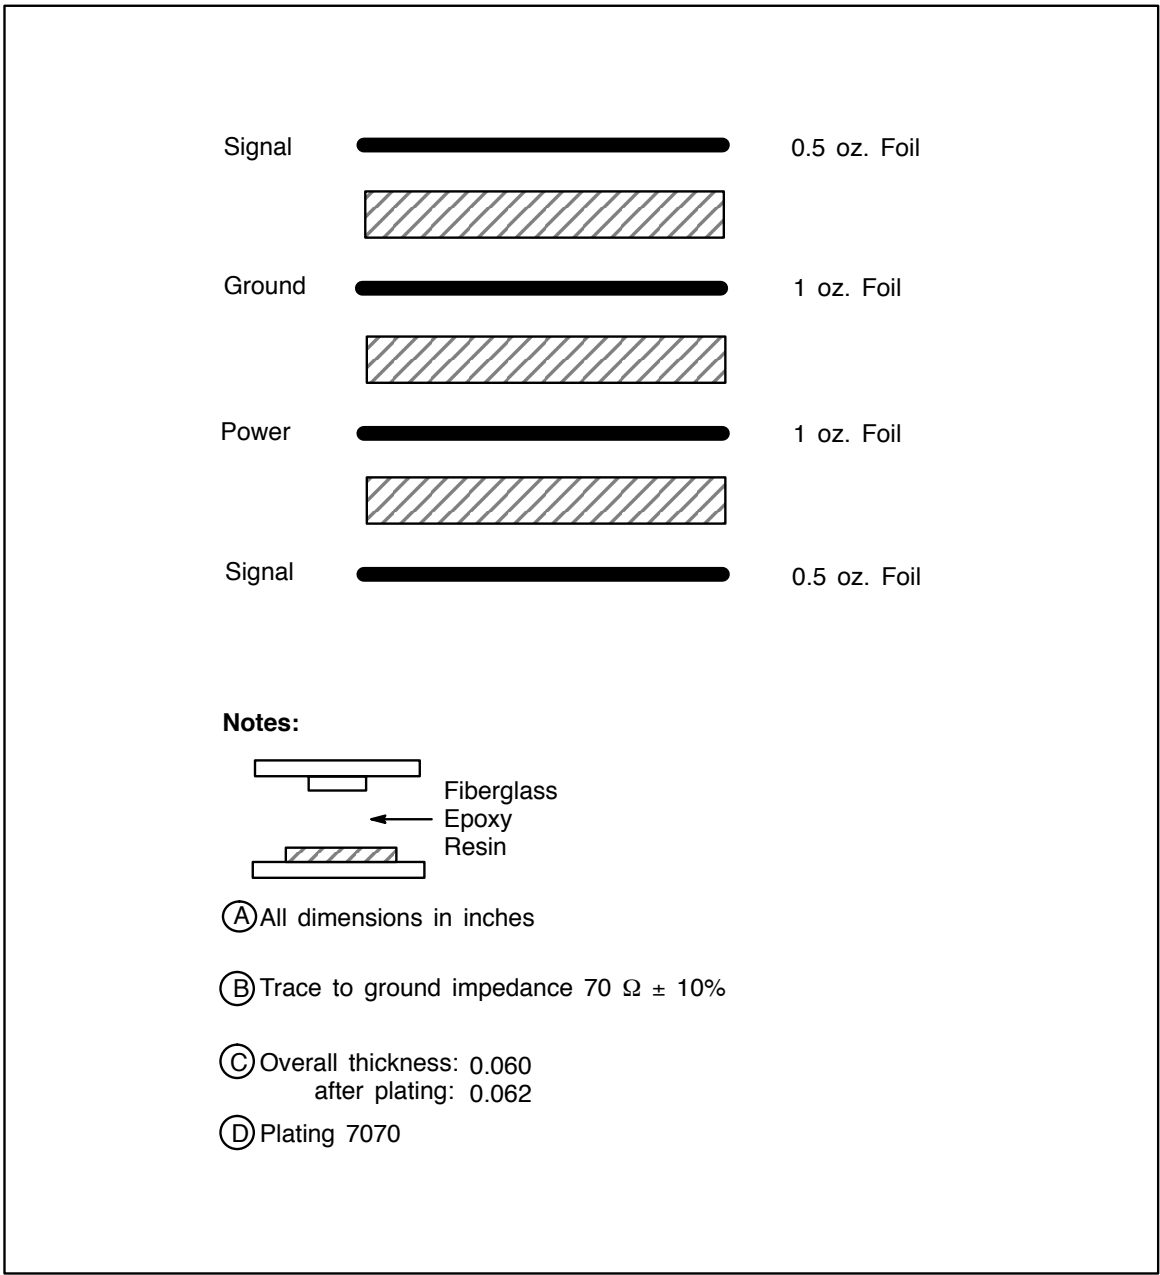 Signal 0.5 oz. Foil
Ground 1 oz. Foil
Power 1 oz. Foil
Signal 0.5 oz. Foil
Notes:
Fiberglass
Epoxy
Resin
A All dimensions in inches
B Trace to ground impedance 70 Ω ± 10%
C Overall thickness: 0.060
after plating: 0.062
D Plating 7070